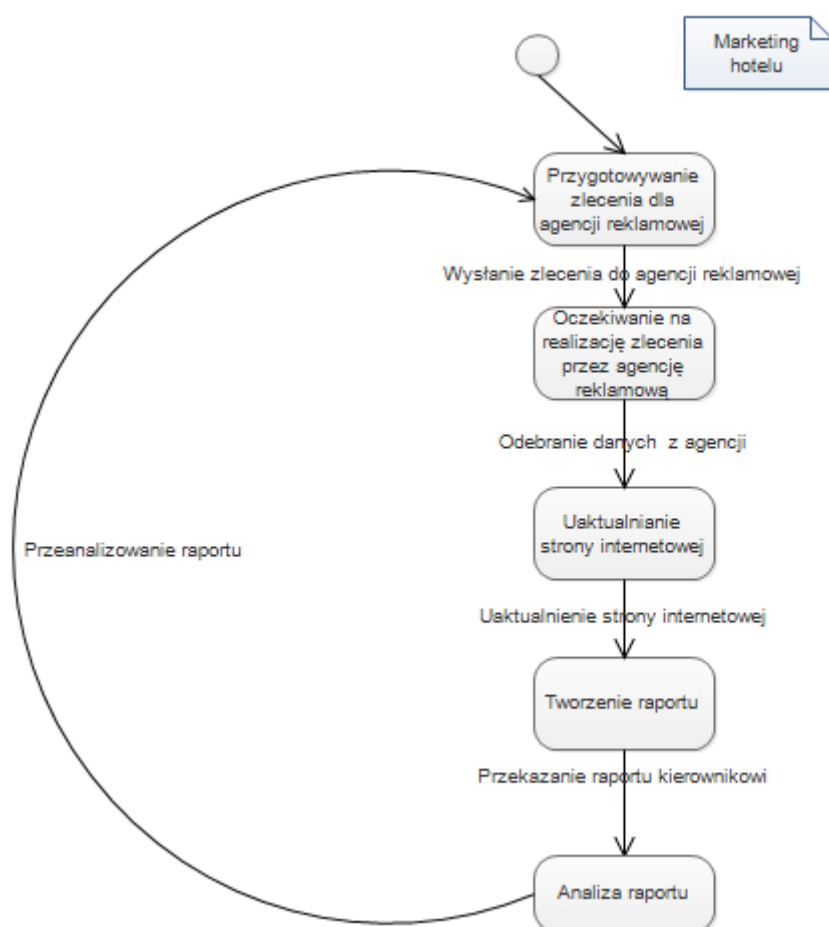 Marketing
hotelu
Przygotowywanie
zlecenia dla
agencji reklamowej
Wysłanie zlecenia do agencji reklamowej
Oczekiwanie na
realizację zlecenia
przez agencję
reklamową
Odebranie danych  z agencji
Uaktualnianie
strony internetowej
Przeanalizowanie raportu
Uaktualnienie strony internetowej
Tworzenie raportu
Przekazanie raportu kierownikowi
Analiza raportu